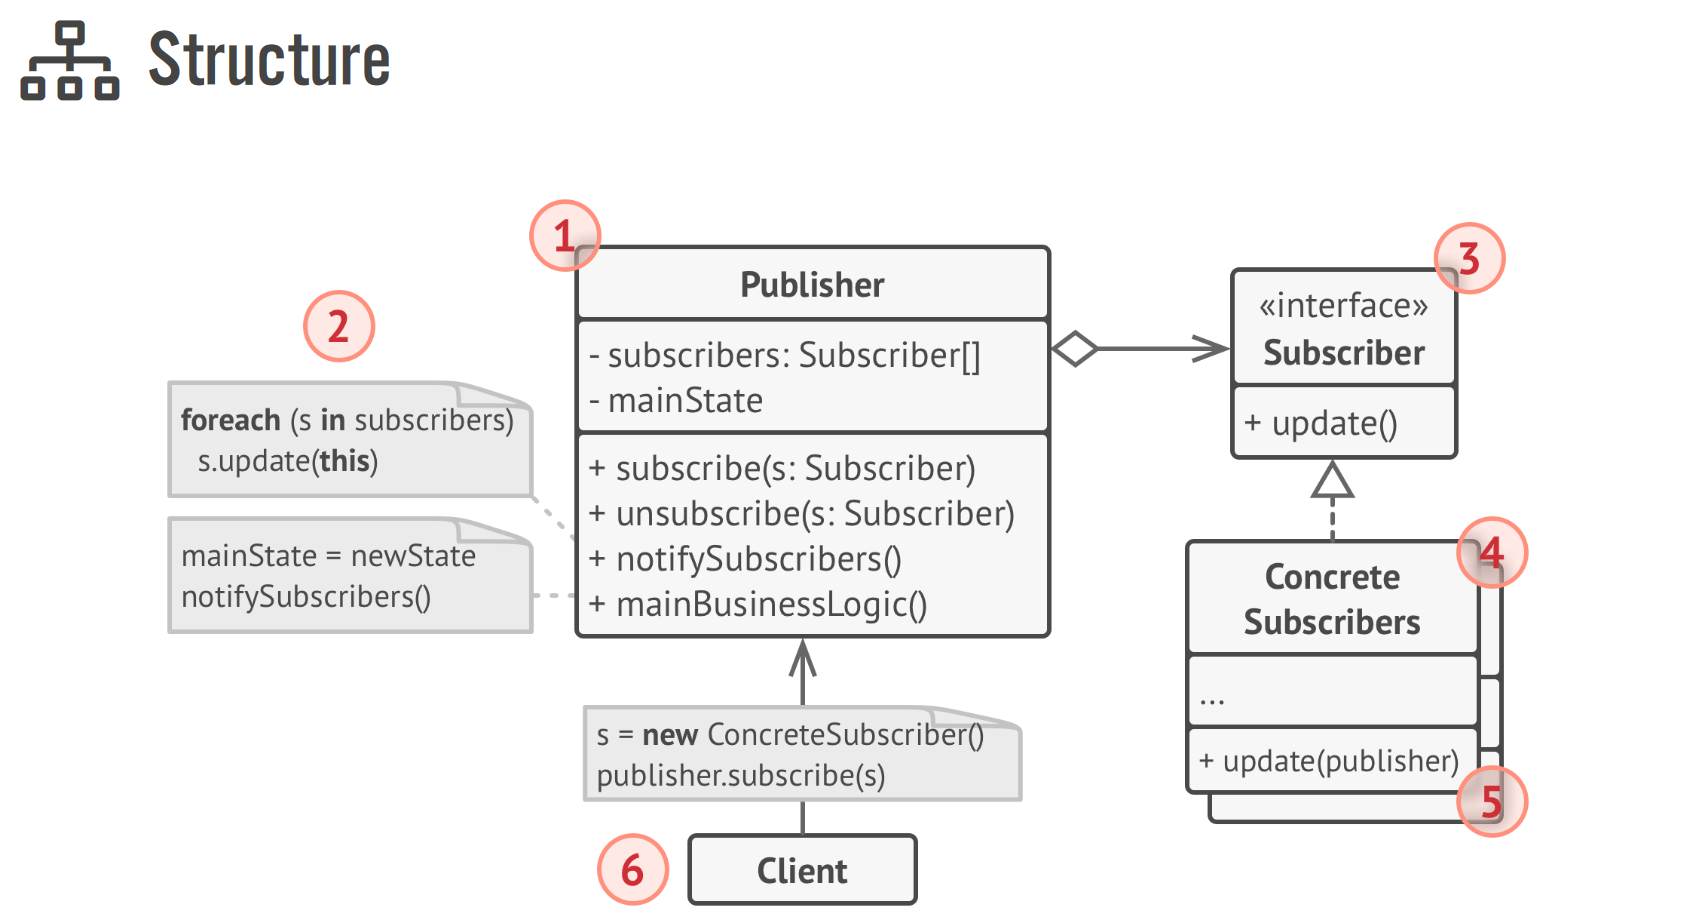 Structure
1
Publisher
- subscribers: Subscriber[]
- mainState
+ subscribe(s: Subscriber)
+ unsubscribe(s: Subscriber)
+ notifySubscribers()
+ mainBusinessLogic()
2
foreach (s in subscribers)
s.update(this)
mainState = newState
notifySubscribers()
3
«interface»
Subscriber
+ update()
4
Concrete
Subscribers
...
+ update(publisher)
5
s = new ConcreteSubscriber()
publisher.subscribe(s)
6
Client